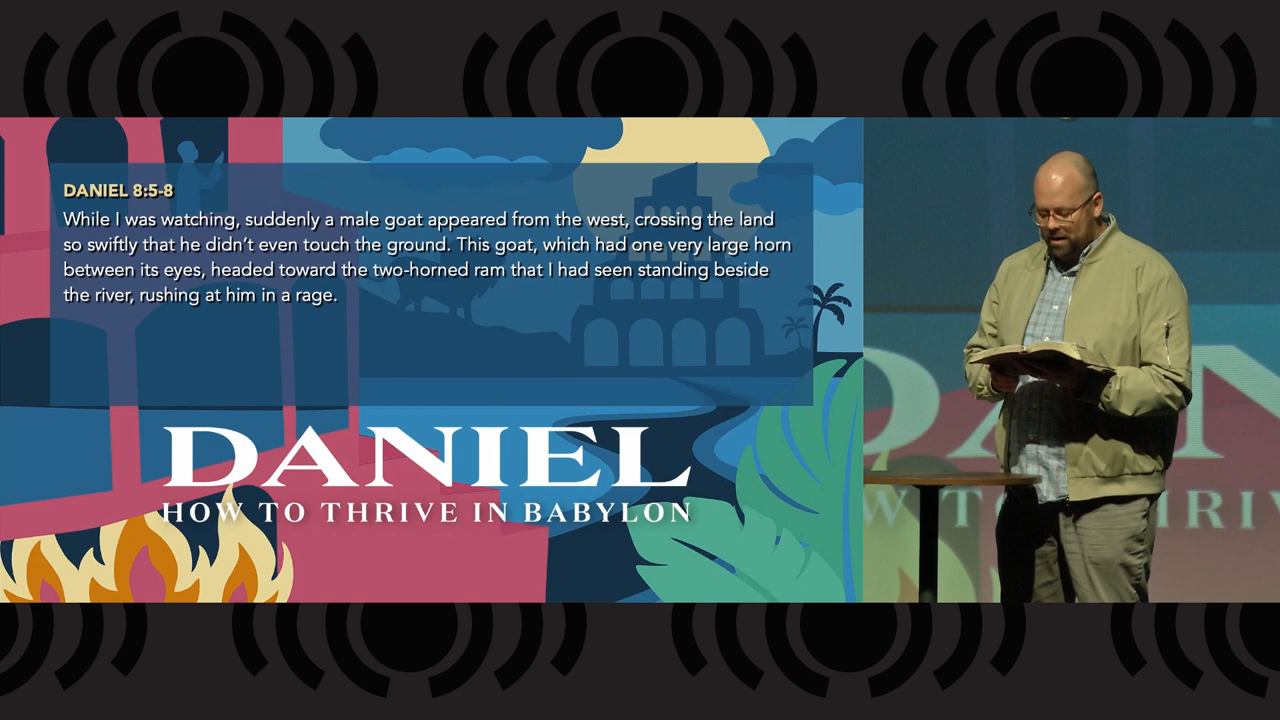 DANIEL 8:5-8
While I was watching, suddenly a male goat appeared from the west, crossing the land
so swiftly that he didn't even touch the ground. This goat, which had one very large horn
between its eyes, headed toward the two-horned ram that I had seen standing beside
the river, rushing at him in a rage.
DANIEL
HOW TO THRIVE IN BABYLON